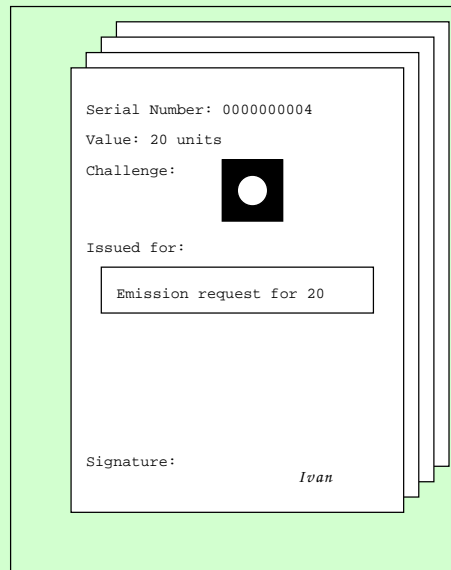 Serial Number: 0000000004
Value: 20 units
Challenge:
Issued for:
Emission request for 20
Signature:
Ivan